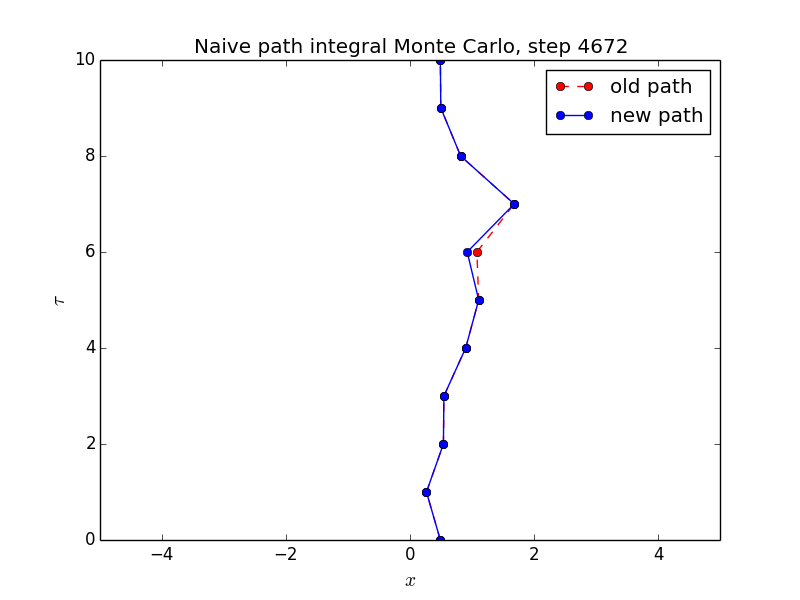 Naive path integral Monte Carlo, step 4672
10
old path
new path
8
6
τ
4
2
0
−4 −2 0 2 4
x